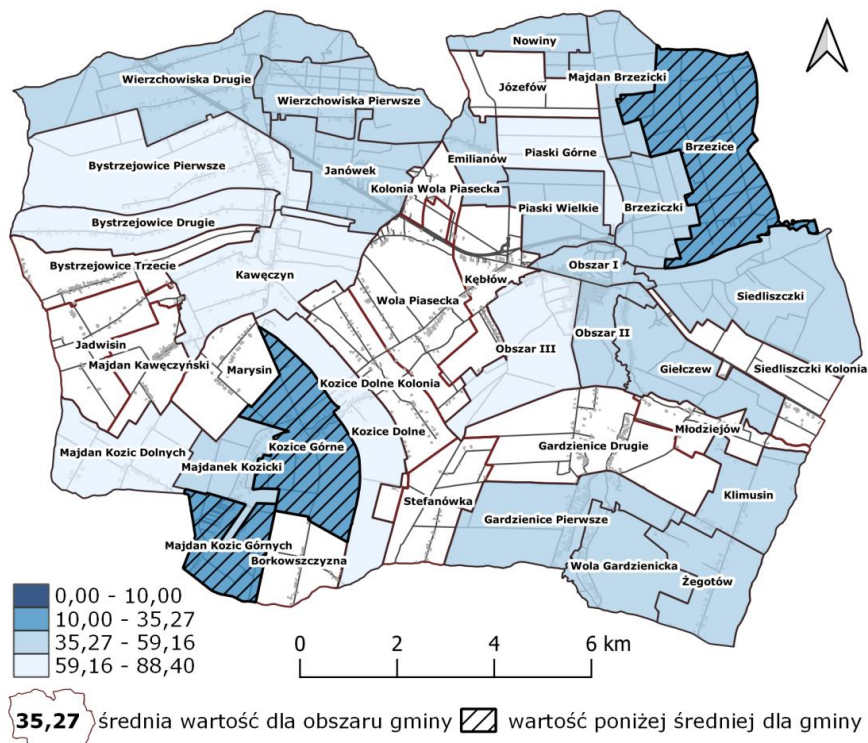 Nowiny
Wierzchowiska Drugie
Majdan Brzezicki
Józefów
Wierzchowiska Pierwsze
Brzezice
Piaski Górne
Emilianów
Bystrzejowice Pierwsze
Janówek
Kolonia Wola Piasecka
Piaski Wielkie
Brzeziczki
Bystrzejowice Drugie
Obszar I
Bystrzejowice Trzecie
Kawęczyn
Kębłów
Siedliszczki
Wola Piasecka
Obszar II
Jadwisin
Obszar III
Majdan Kawęczyński
Marysin
Giełczew
Siedliszczki Kolonia
Kozice Dolne Kolonia
Kozice Dolne
Młodziejów
Majdan Kozic Dolnych
Kozice Górne
Gardzienice Drugie
Majdanek Kozicki
Klimusin
Stefanówka
Gardzienice Pierwsze
Majdan Kozic Górnych
Borkowszczyzna
Wola Gardzienicka
Żegotów
0,00 - 10,00
10,00 - 35,27
35,27 - 59,16
59,16 - 88,40
0 2 4 6 km
35,27 średnia wartość dla obszaru gminy wartość poniżej średniej dla gminy